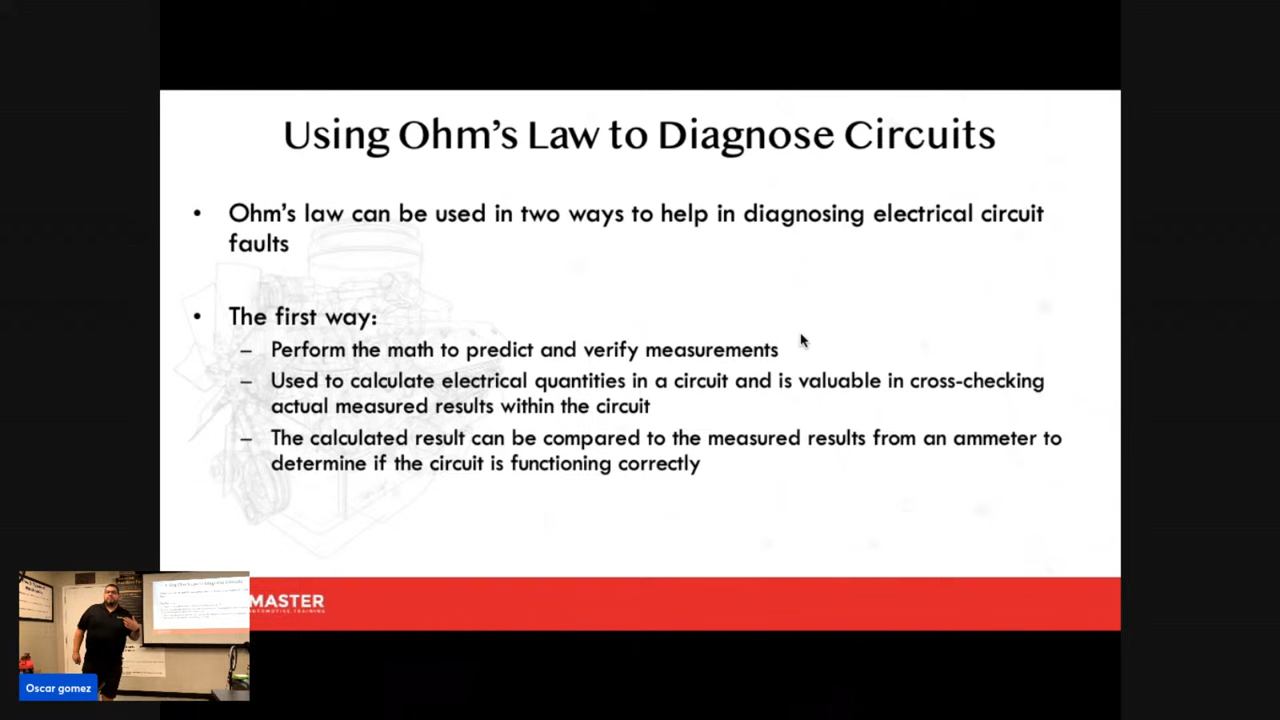 Using Ohm's Law to Diagnose Circuits
• Ohm's law can be used in two ways to help in diagnosing electrical circuit
faults
• The first way:
– Perform the math to predict and verify measurements
– Used to calculate electrical quantities in a circuit and is valuable in cross-checking
actual measured results within the circuit
– The calculated result can be compared to the measured results from an ammeter to
determine if the circuit is functioning correctly
MASTER
AUTOMOTIVE TRAINING
Oscar gomez